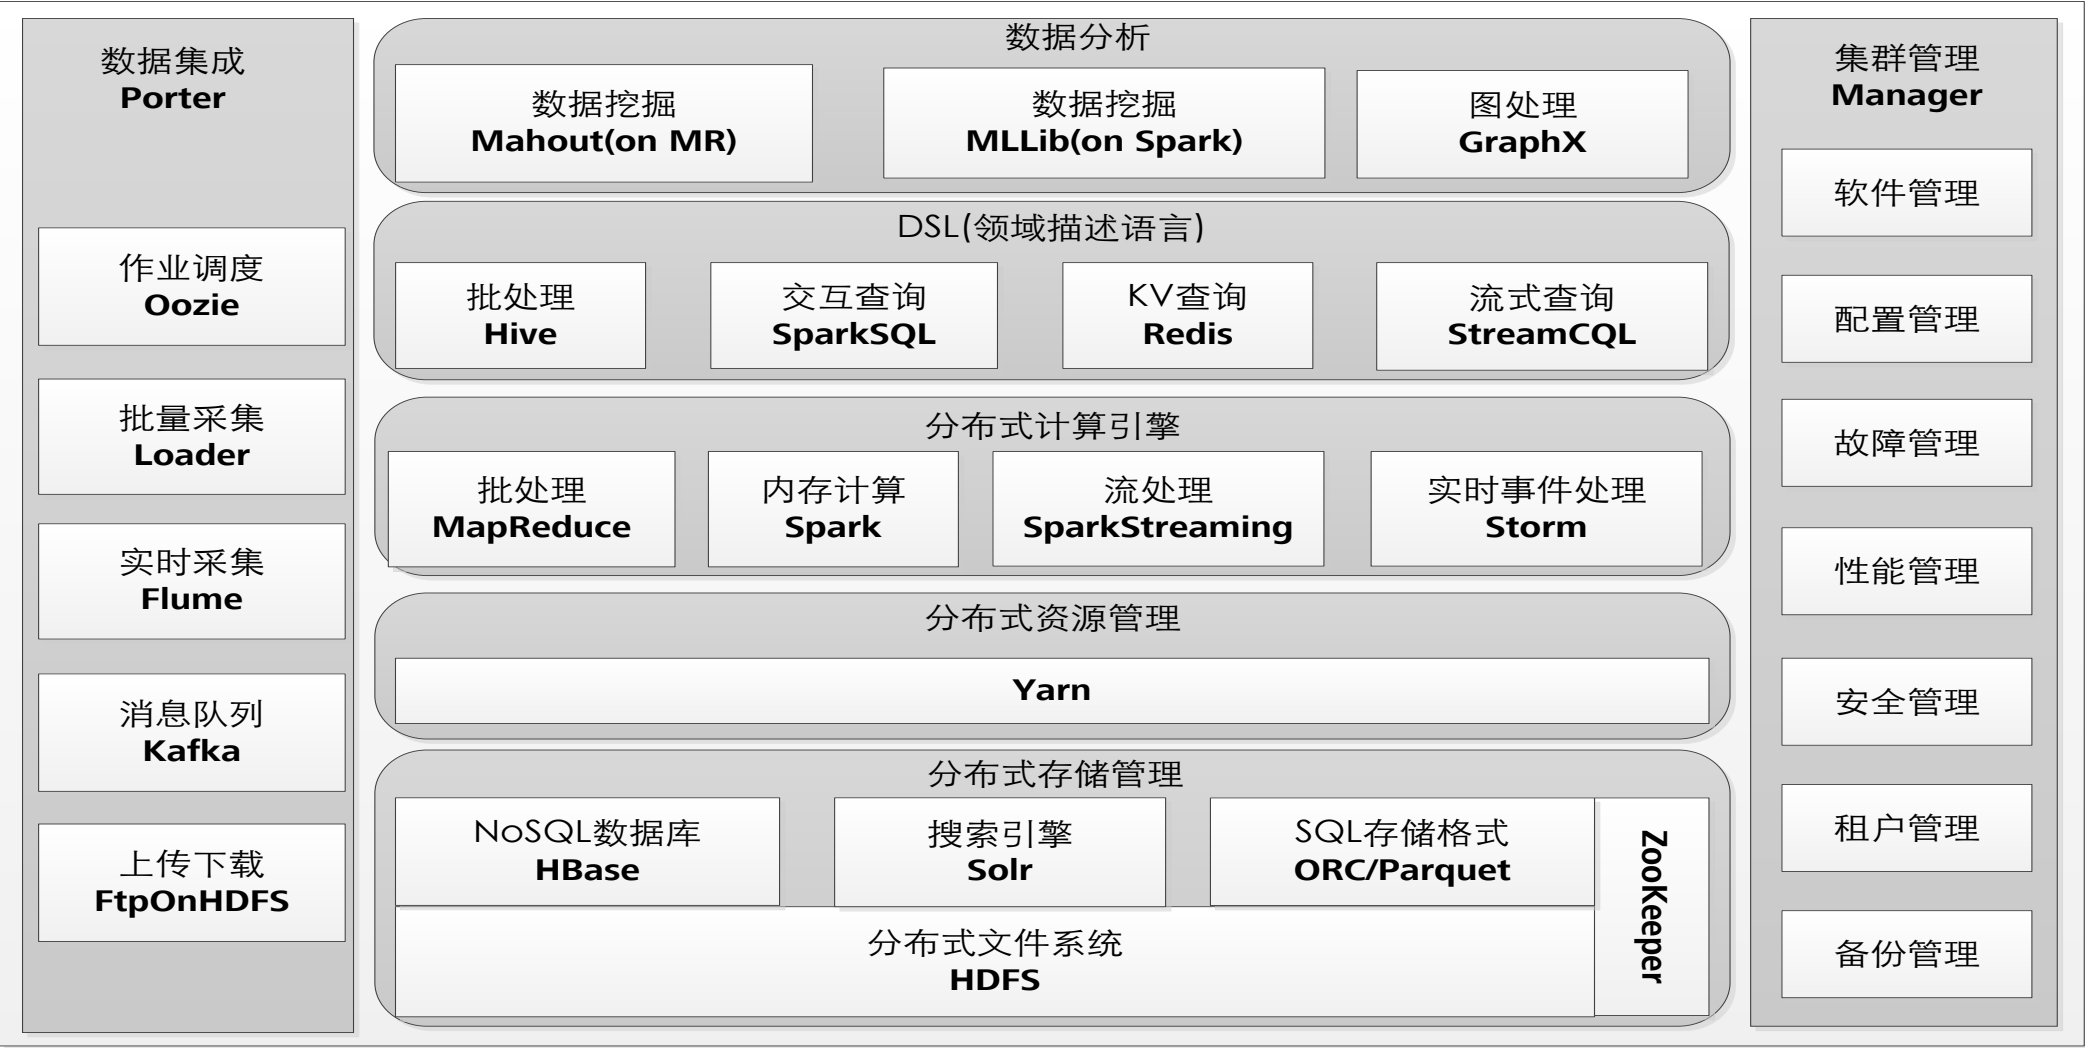 数据集成
Porter
作业调度
Oozie
批量采集
Loader
实时采集
Flume
消息队列
Kafka
上传下载
FtpOnHDFS
数据分析
数据挖掘
Mahout(on MR)
数据挖掘
MLLib(on Spark)
图处理
GraphX
DSL(领域描述语言)
批处理
Hive
交互查询
SparkSQL
KV查询
Redis
流式查询
StreamCQL
分布式计算引擎
批处理
MapReduce
内存计算
Spark
流处理
SparkStreaming
实时事件处理
Storm
分布式资源管理
Yarn
分布式存储管理
NoSQL数据库
HBase
搜索引擎
Solr
SQL存储格式
ORC/Parquet
分布式文件系统
HDFS
ZooKeeper
集群管理
Manager
软件管理
配置管理
故障管理
性能管理
安全管理
租户管理
备份管理